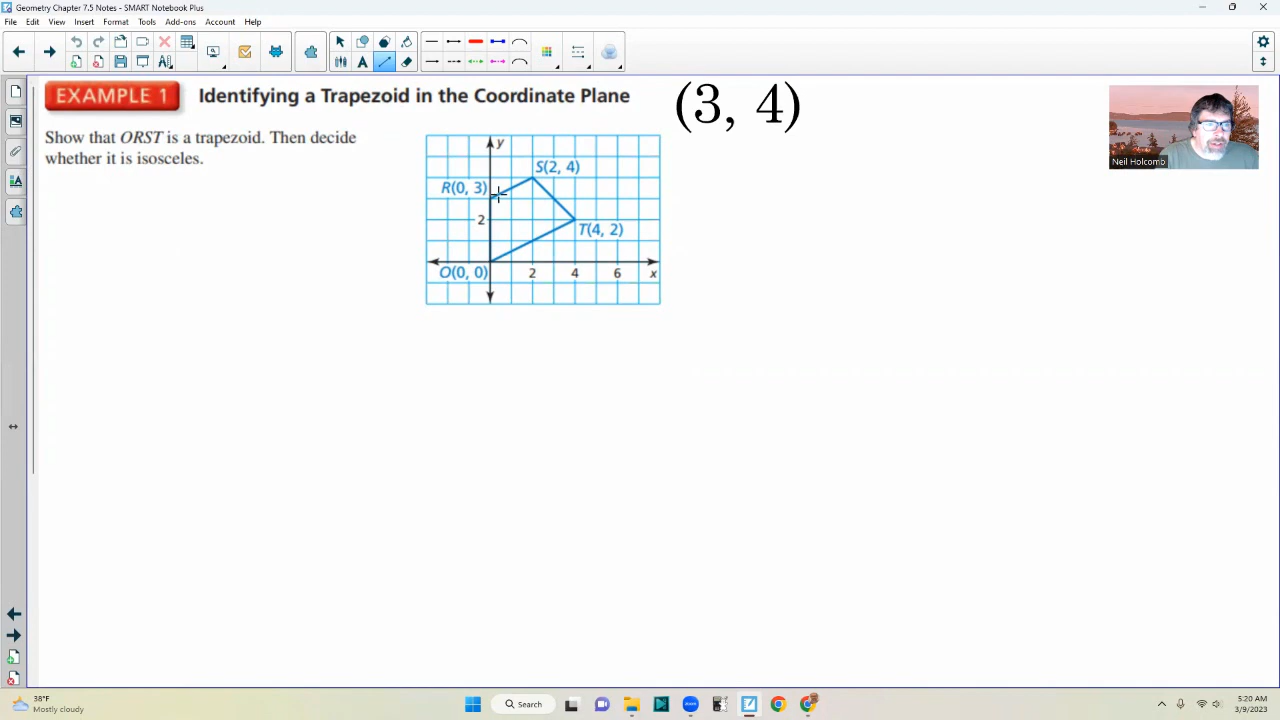 Geometry Chapter 7.5 Notes - SMART Notebook Plus
File Edit View Insert Format Tools Add-ons Account Help
EXAMPLE 1 Identifying a Trapezoid in the Coordinate Plane (3, 4)
Show that ORST is a trapezoid. Then decide
whether it is isosceles.
y
S(2, 4)
R(0, 3)
2
T(4, 2)
O(0, 0) 2 4 6 x
Neil Holcomb
38°F
Mostly cloudy
Search
zoom
5:20 AM
3/9/2023